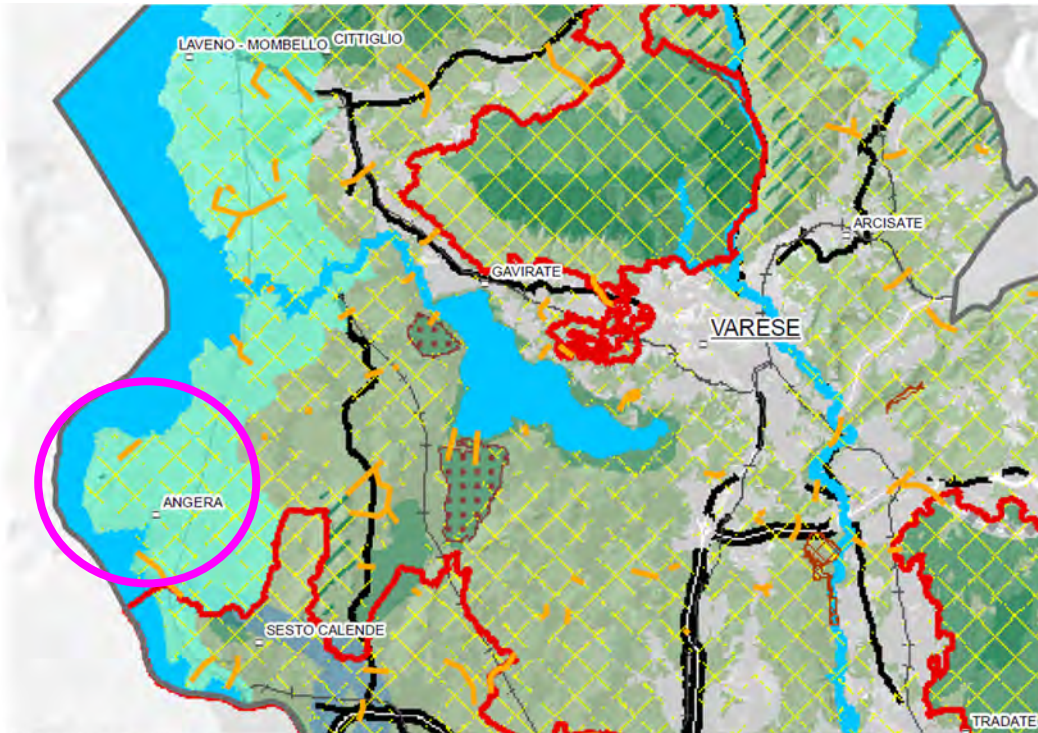 LAVENO - MOMBELLO
CITTIGLIO
ARCISATE
GAVIRATE
VARESE
ANGERA
SESTO CALENDE
TRADATE